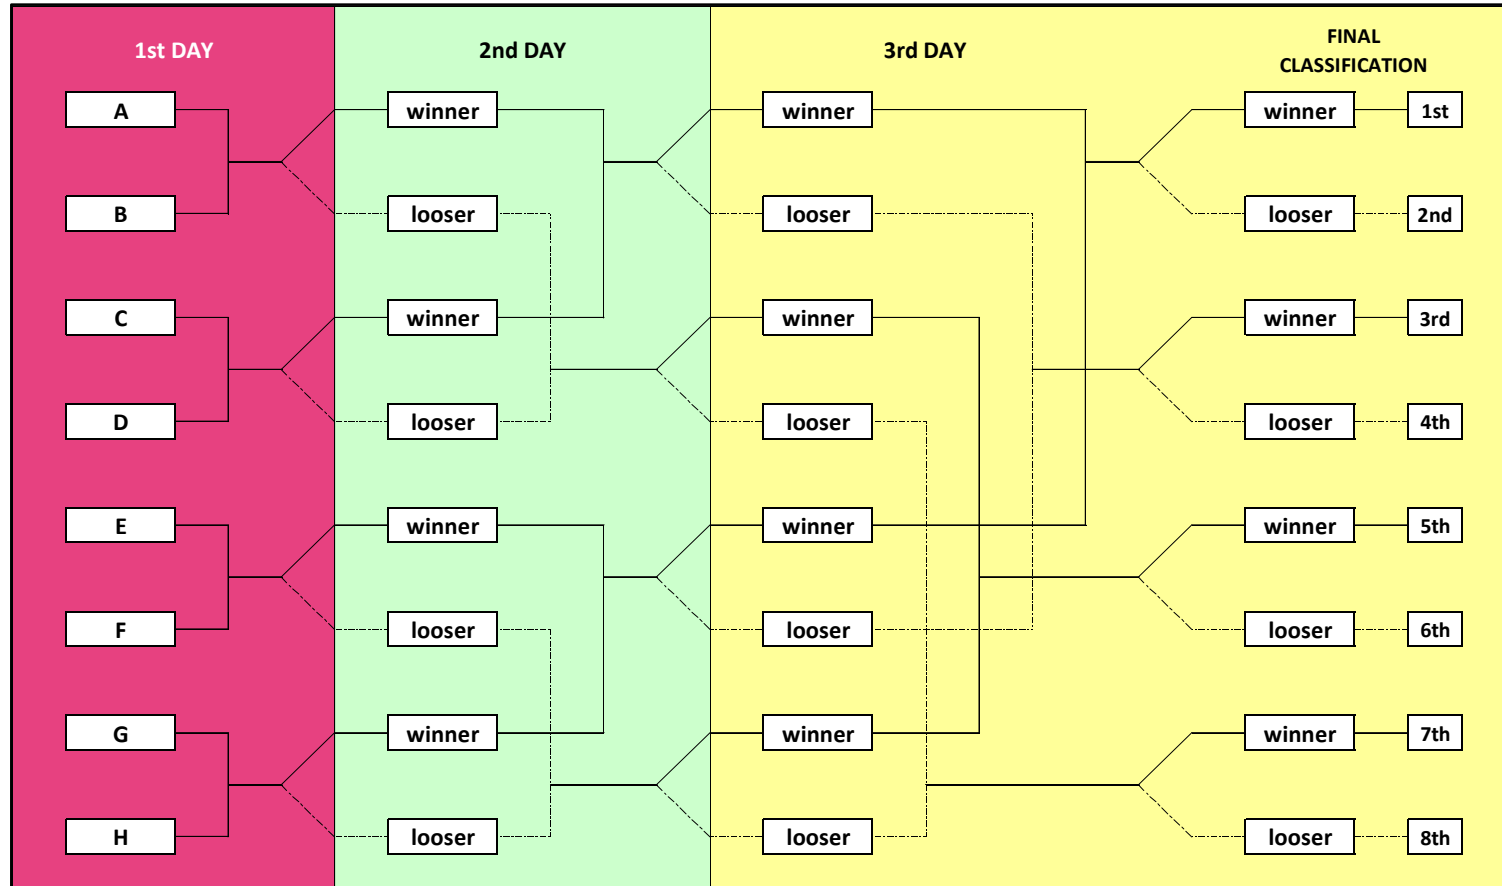 1st DAY
2nd DAY
3rd DAY
FINAL
CLASSIFICATION
A
winner
winner
winner
1st
B
looser
looser
looser
2nd
C
winner
winner
winner
3rd
D
looser
looser
looser
4th
E
winner
winner
winner
5th
F
looser
looser
looser
6th
G
winner
winner
winner
7th
H
looser
looser
looser
8th